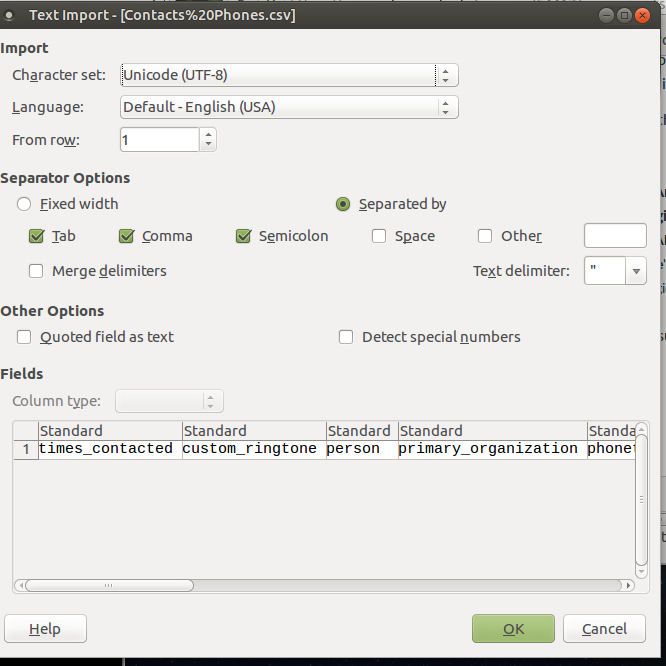 Text Import - [Contacts%20Phones.csv]
Import
Character set: Unicode (UTF-8)
Language: Default - English (USA)
From row: 1
Separator Options
Fixed width Separated by
Tab Comma Semicolon Space Other
Merge delimiters Text delimiter: "
Other Options
Quoted field as text Detect special numbers
Fields
Column type:
Standard Standard Standard Standard Standa
1 times_contacted custom_ringtone person primary_organization phonet
Help OK Cancel